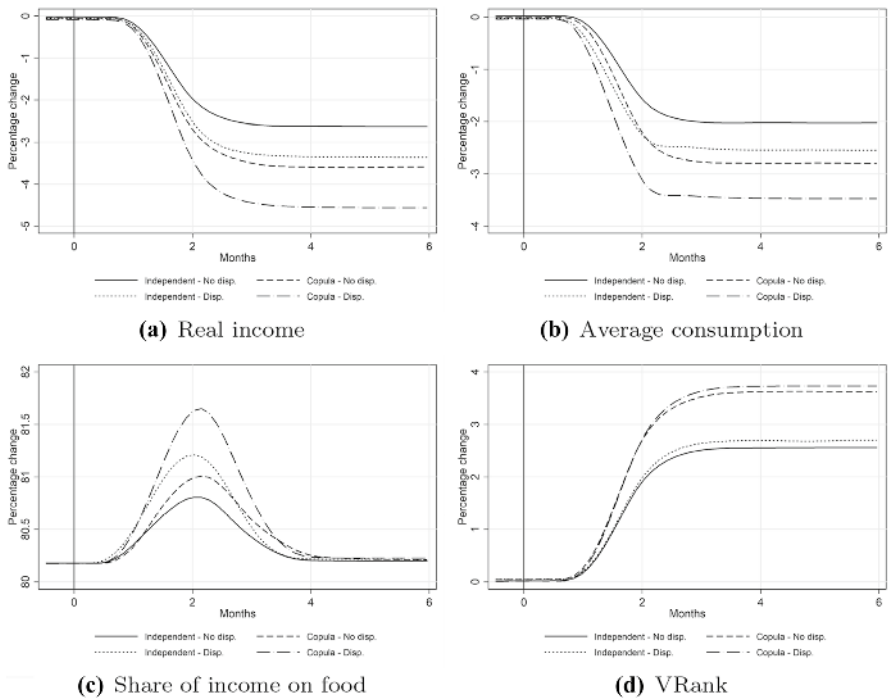 Percentage change
0
-1
-2
-3
-4
-5
0 2 4 6
Months
Independent - No disp. Copula - No disp.
Independent - Disp. Copula - Disp.
(a) Real income
Percentage change
0
-1
-2
-3
-4
0 2 4 6
Months
Independent - No disp. Copula - No disp.
Independent - Disp. Copula - Disp.
(b) Average consumption
Percentage change
82
81.5
81
80.5
80
0 2 4 6
Months
Independent - No disp. Copula - No disp.
Independent - Disp. Copula - Disp.
(c) Share of income on food
Percentage change
4
3
2
1
0
0 2 4 6
Months
Independent - No disp. Copula - No disp.
Independent - Disp. Copula - Disp.
(d) VRank